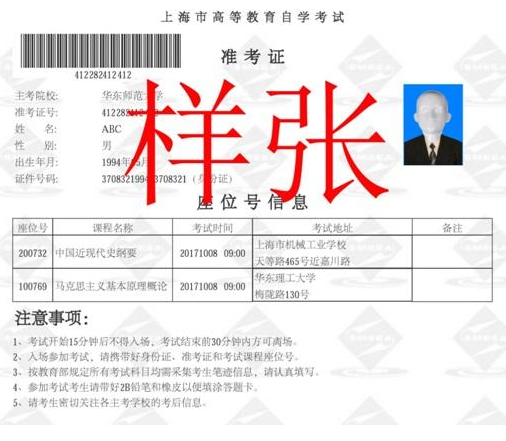 上海市高等教育自学考试
准考证
412282412412
主考院校: 华东师范大学
准考证号: 412282112412
姓 名: ABC
性 别: 男
出生年月: 1994年 月
证件号码: 370832199 3708321 (身份证)
样张
座位号信息
座位号 课程名称 考试时间 考试地址 备注
200732 中国近现代史纲要 20171008 09:00 上海市机械工业学校
天等路465号近嘉川路
100769 马克思主义基本原理概论 20171008 09:00 华东理工大学
梅陇路130号
注意事项:
1、考试开始15分钟后不得入场,考试结束前30分钟内方可离场。
2、入场参加考试,请携带好身份证、准考证和考试课程座位号。
3、按教育部规定所有考试科目均需采集考生笔迹信息,请认真填写。
4、参加考试考生请带好2B铅笔和橡皮以便填涂答题卡。
5、请考生密切关注各主考学校的考后信息。